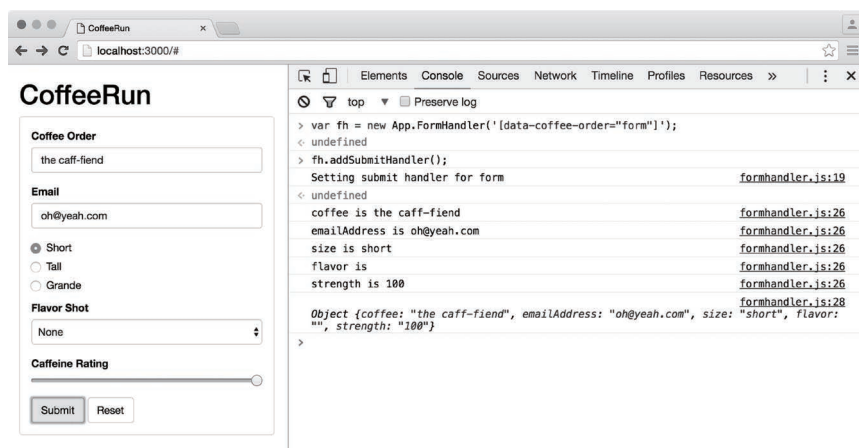 CoffeeRun
localhost:3000/#
CoffeeRun
Coffee Order
the caff-fiend
Email
oh@yeah.com
Short
Tall
Grande
Flavor Shot
None
Caffeine Rating
Submit Reset
Elements Console Sources Network Timeline Profiles Resources »
top Preserve log
> var fh = new App.FormHandler('[data-coffee-order="form"]');
undefined
> fh.addSubmitHandler();
Setting submit handler for form formhandler.js:19
undefined
coffee is the caff-fiend formhandler.js:26
emailAddress is oh@yeah.com formhandler.js:26
size is short formhandler.js:26
flavor is formhandler.js:26
strength is 100 formhandler.js:26
formhandler.js:28
Object {coffee: "the caff-fiend", emailAddress: "oh@yeah.com", size: "short", flavor:
"", strength: "100"}
>